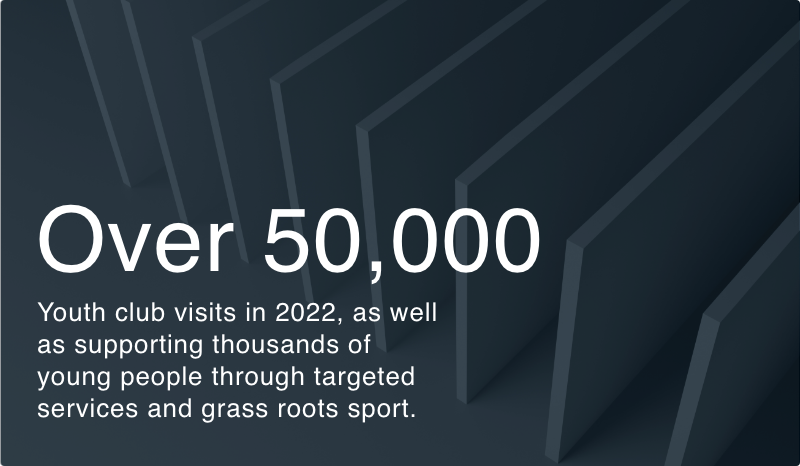 Over 50,000
Youth club visits in 2022, as well
as supporting thousands of
young people through targeted
services and grass roots sport.